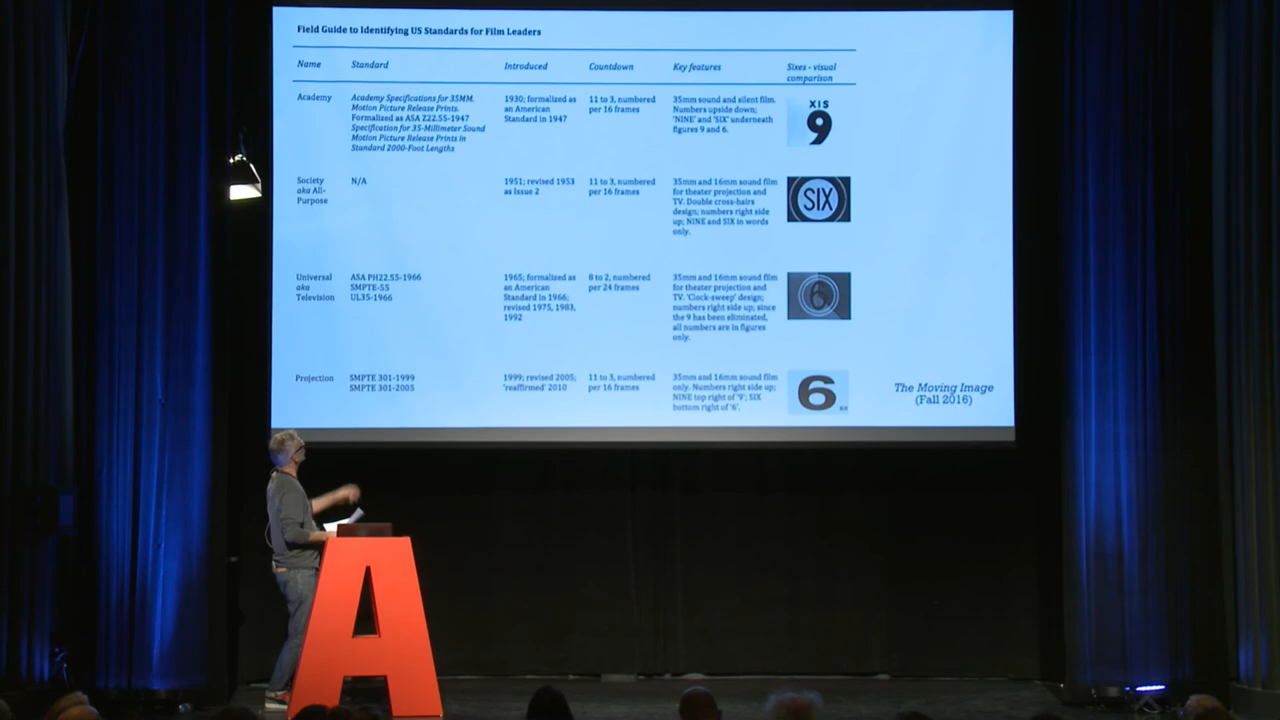 Field Guide to Identifying US Standards for Film Leaders
Name Standard Introduced Countdown Key features Sixes - visual
comparison
Academy
Academy Specifications for 35MM.
Motion Picture Release Prints.
Formalized as ASA Z22.55-1947
Specification for 35-Millimeter Sound
Motion Picture Release Prints in
Standard 2000-Foot Lengths
1930; formalized as
an American
Standard in 1947
11 to 3, numbered
per 16 frames
35mm sound and silent film.
Numbers upside down;
'NINE' and 'SIX' underneath
figures 9 and 6.
XIS
9
Society
aka All-
Purpose
N/A
1951; revised 1953
as Issue 2
11 to 3, numbered
per 16 frames
35mm and 16mm sound film
for theater projection and
TV. Double cross-hairs
design; numbers right side
up; NINE and SIX in words
only.
SIX
Universal
aka
Television
ASA PH22.55-1966
SMPTE-55
UL35-1966
1965; formalized as
an American
Standard in 1966;
revised 1975, 1983,
1992
8 to 2, numbered
per 24 frames
35mm and 16mm sound film
for theater projection and
TV. 'Clock-sweep' design;
numbers right side up; since
the 9 has been eliminated,
all numbers are in figures
only.
6
Projection
SMPTE 301-1999
SMPTE 301-2005
1999; revised 2005;
'reaffirmed' 2010
11 to 3, numbered
per 16 frames
35mm and 16mm sound film
only. Numbers right side up;
NINE top right of '9'; SIX
bottom right of '6'.
6
The Moving Image
(Fall 2016)
A